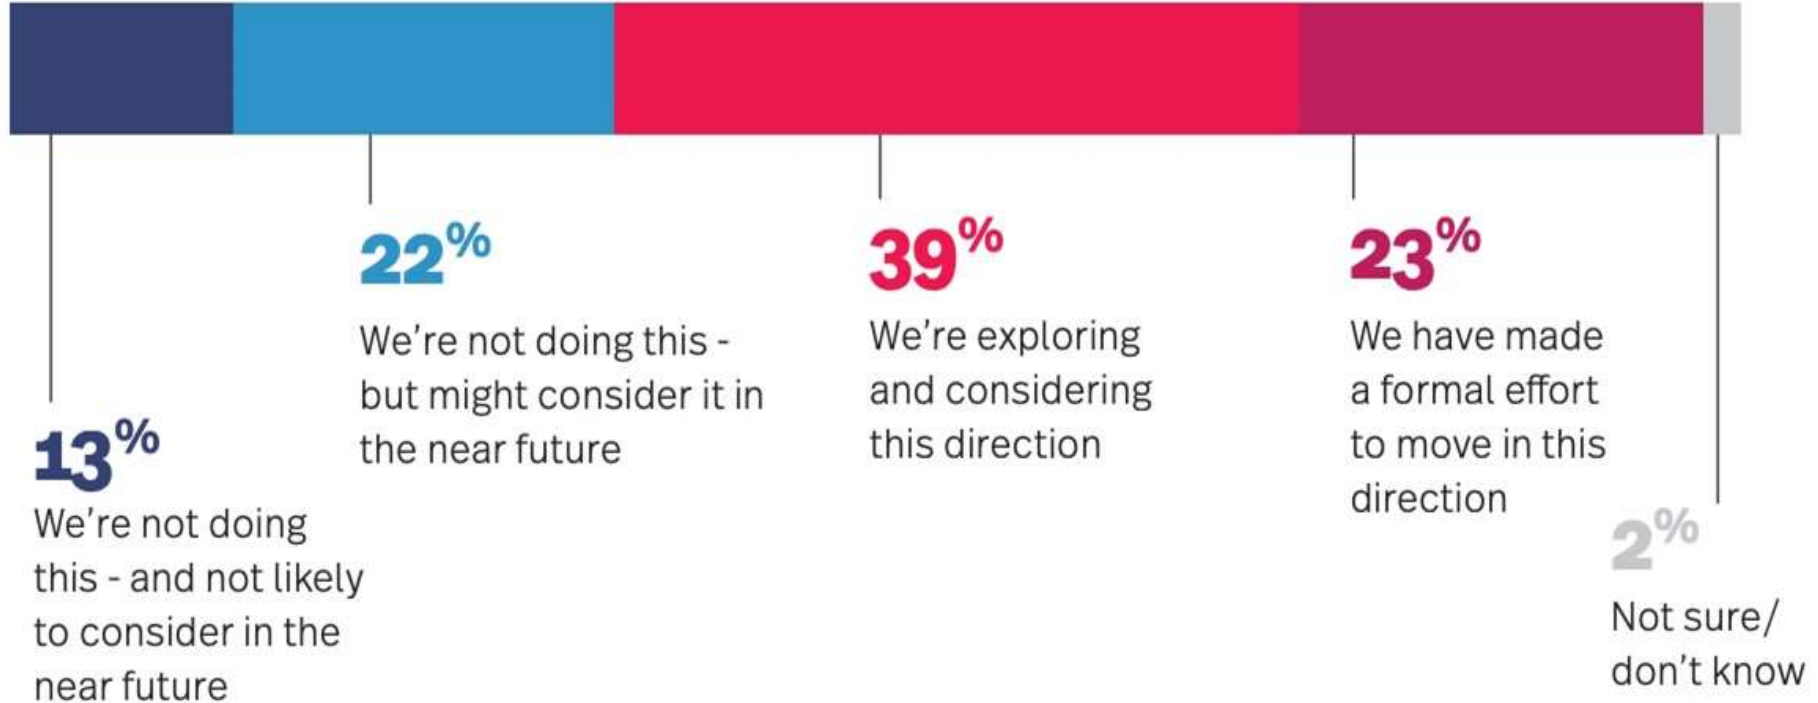 13%
We're not doing
this - and not likely
to consider in the
near future
22%
We're not doing this -
but might consider it in
the near future
39%
We're exploring
and considering
this direction
23%
We have made
a formal effort
to move in this
direction
2%
Not sure/
don't know